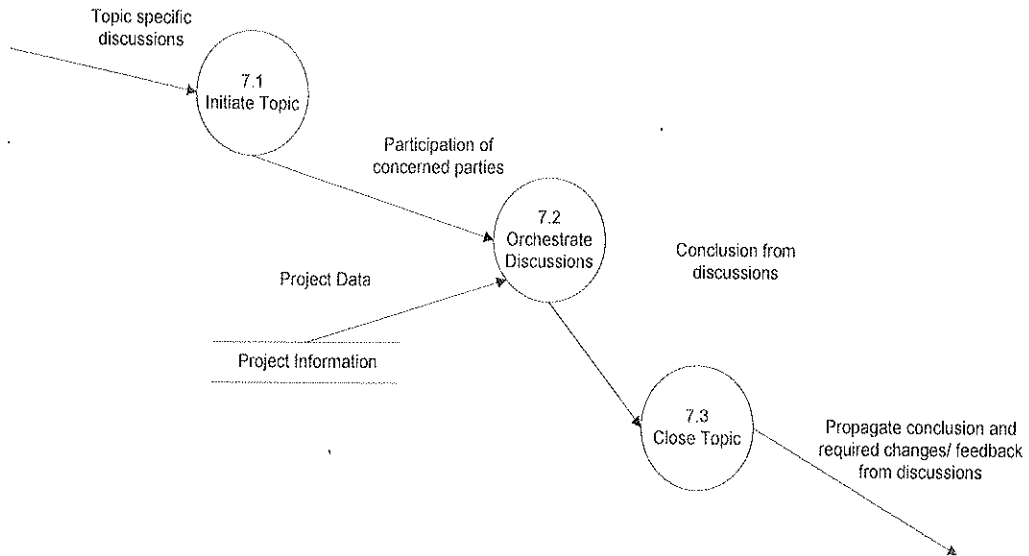 Topic specific
discussions
7.1
Initiate Topic
Participation of
concerned parties
7.2
Orchestrate
Discussions
Conclusion from
discussions
Project Data
Project Information
7.3
Close Topic
Propagate conclusion and
required changes/ feedback
from discussions